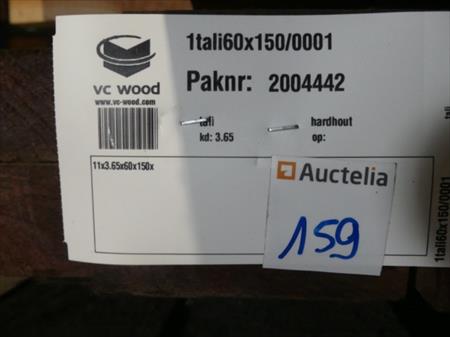 1tali60x150/0001
vc wood
www.vc-wood.com
Paknr: 2004442
tali
kd: 3.65
hardhout
op:
11x3.65x60x150x
Auctelia
159
1tali60x150/0001
tali